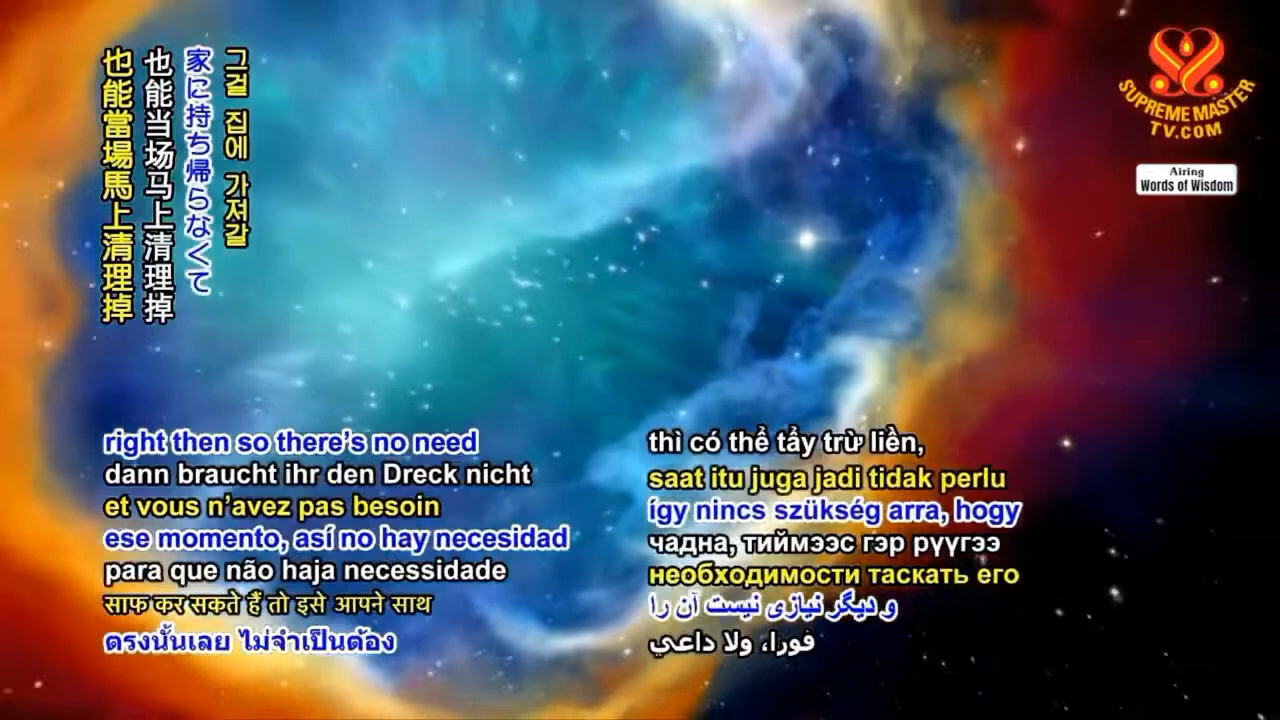 也能當場馬上清理掉
也能当场马上清理掉
家に持ち帰らなくて
그걸 집에 가져갈
SUPREME MASTER
TV.COM
Airing
Words of Wisdom
right then so there's no need
dann braucht ihr den Dreck nicht
et vous n'avez pas besoin
ese momento, así no hay necesidad
para que não haja necessidade
साफ कर सकते हैं तो इसे आपने साथ
ตรงนั้นเลย ไม่จำเป็นต้อง
thì có thể tẩy trừ liền,
saat itu juga jadi tidak perlu
így nincs szükség arra, hogy
чадна, тиймээс гэр рүүгээ
необходимости таскать его
و دیگر نیازی نیست آن را
فورا، ولا داعي